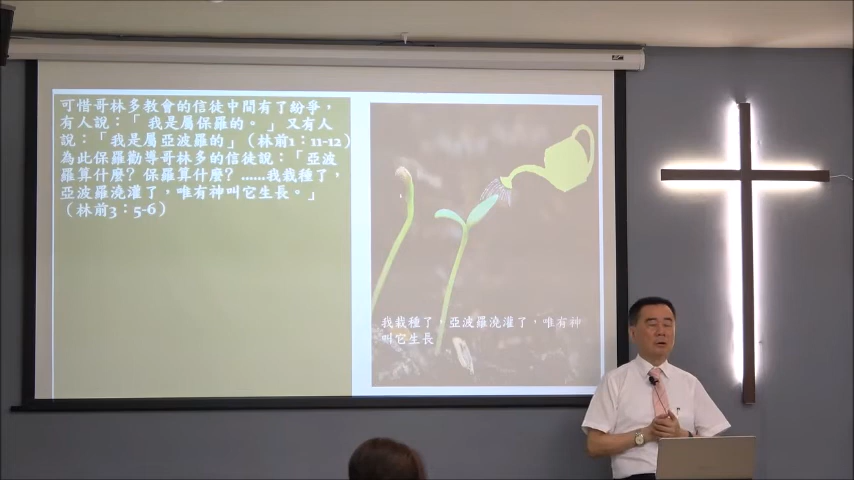 可惜哥林多教會的信徒中間有了紛爭，
有人說：「 我是屬保羅的。 」又有人
說：「 我是屬亞波羅的」（林前1：11-12）
為此保羅勸導哥林多的信徒說：「亞波
羅算什麼？保羅算什麼？……我栽種了，
亞波羅澆灌了，唯有神叫它生長。」
（林前3：5-6）
我栽種了，亞波羅澆灌了，唯有神
叫它生長